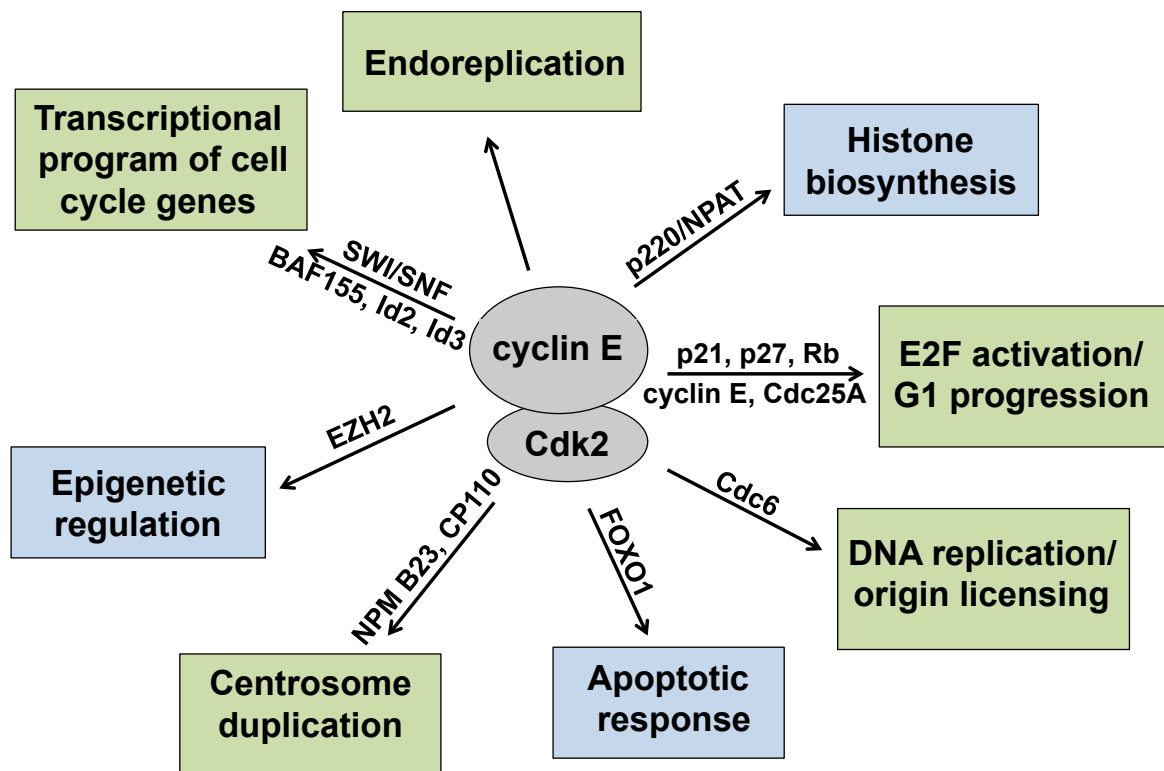 Endoreplication
Transcriptional
program of cell
cycle genes
Histone
biosynthesis
p220/NPAT
SWI/SNF
BAF155, Id2, Id3
cyclin E
p21, p27, Rb
cyclin E, Cdc25A
E2F activation/
G1 progression
EZH2
Cdk2
Epigenetic
regulation
NPM B23, CP110
FOXO1
Cdc6
DNA replication/
origin licensing
Centrosome
duplication
Apoptotic
response